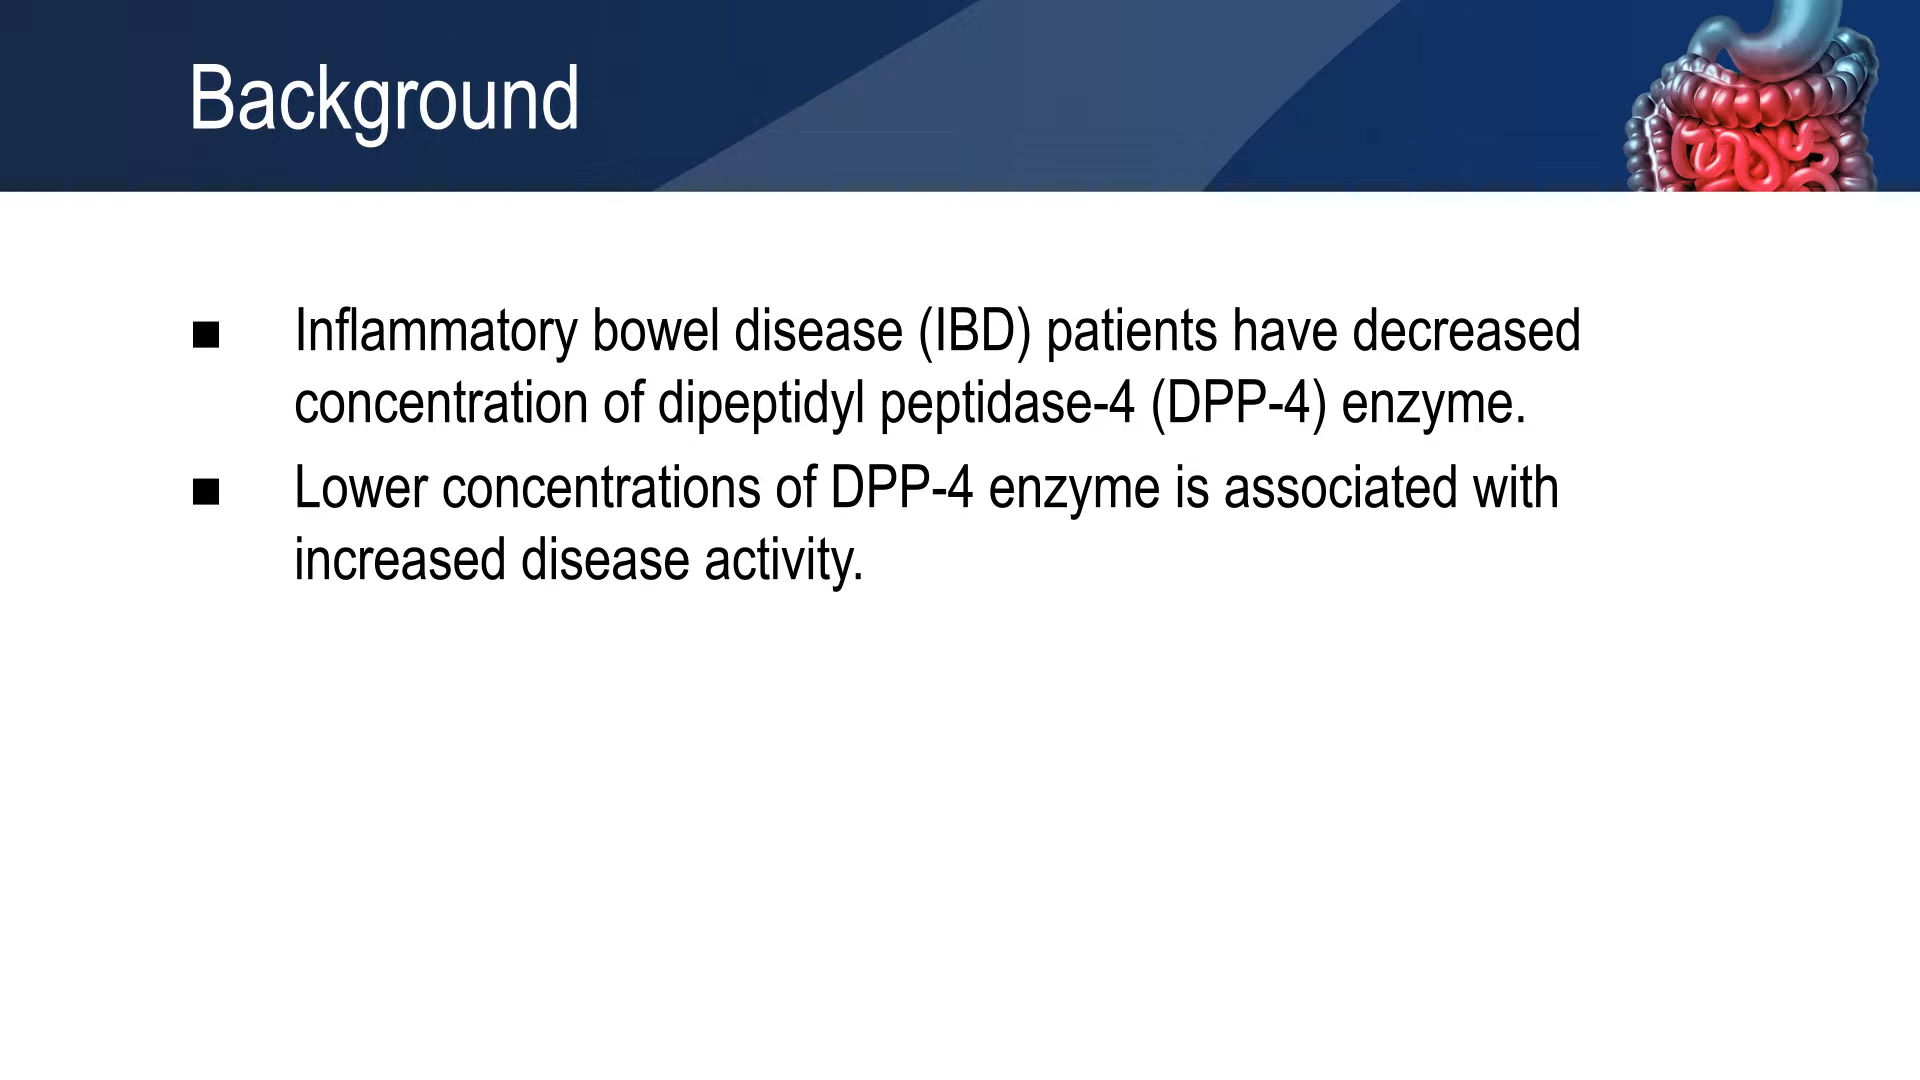 Background
■ Inflammatory bowel disease (IBD) patients have decreased
concentration of dipeptidyl peptidase-4 (DPP-4) enzyme.
■ Lower concentrations of DPP-4 enzyme is associated with
increased disease activity.